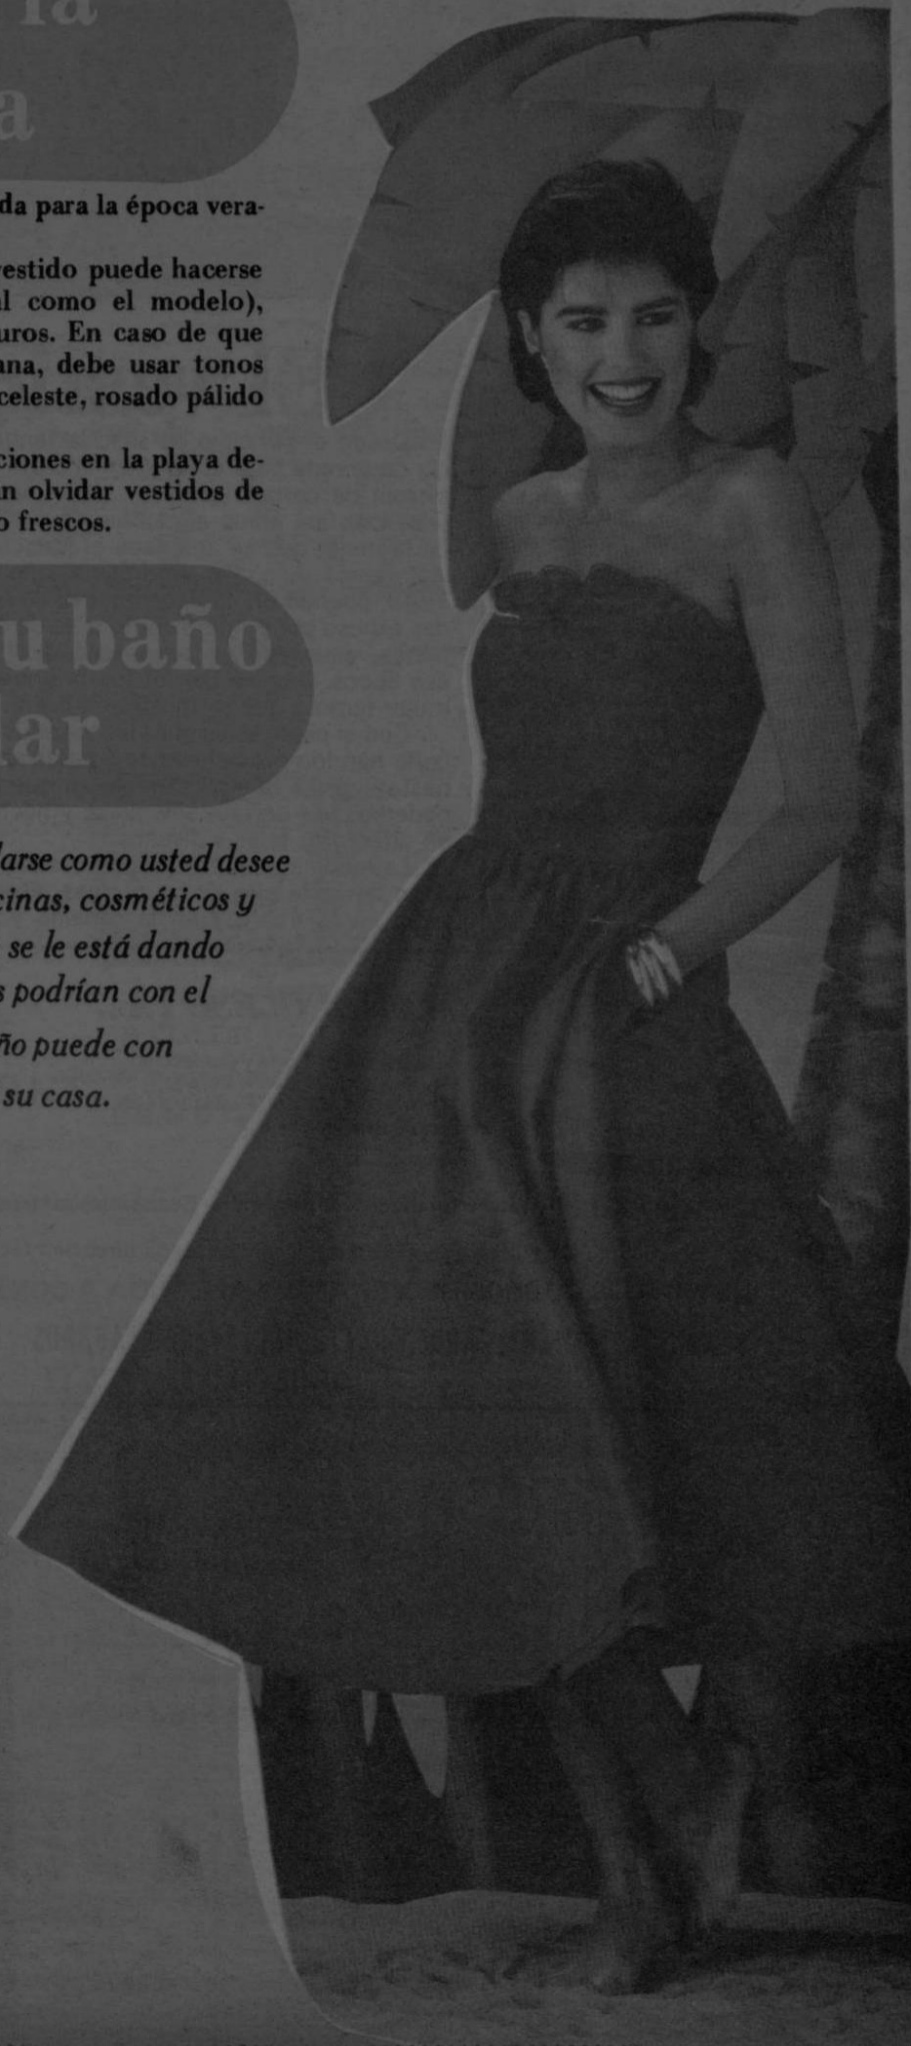 la
a
da para la época vera-
estido puede hacerse
al como el modelo),
uros. En caso de que
ana, debe usar tonos
celeste, rosado pálido
ciones en la playa de-
n olvidar vestidos de
o frescos.
u baño
lar
larse como usted desee
cinas, cosméticos y
se le está dando
s podrían con el
ño puede con
su casa.